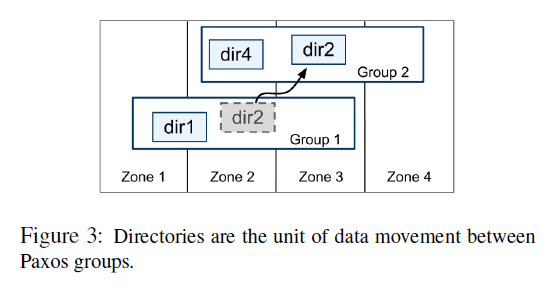 dir4
dir2
Group 2
dir1
dir2
Group 1
Zone 1
Zone 2
Zone 3
Zone 4
Figure 3: Directories are the unit of data movement between
Paxos groups.